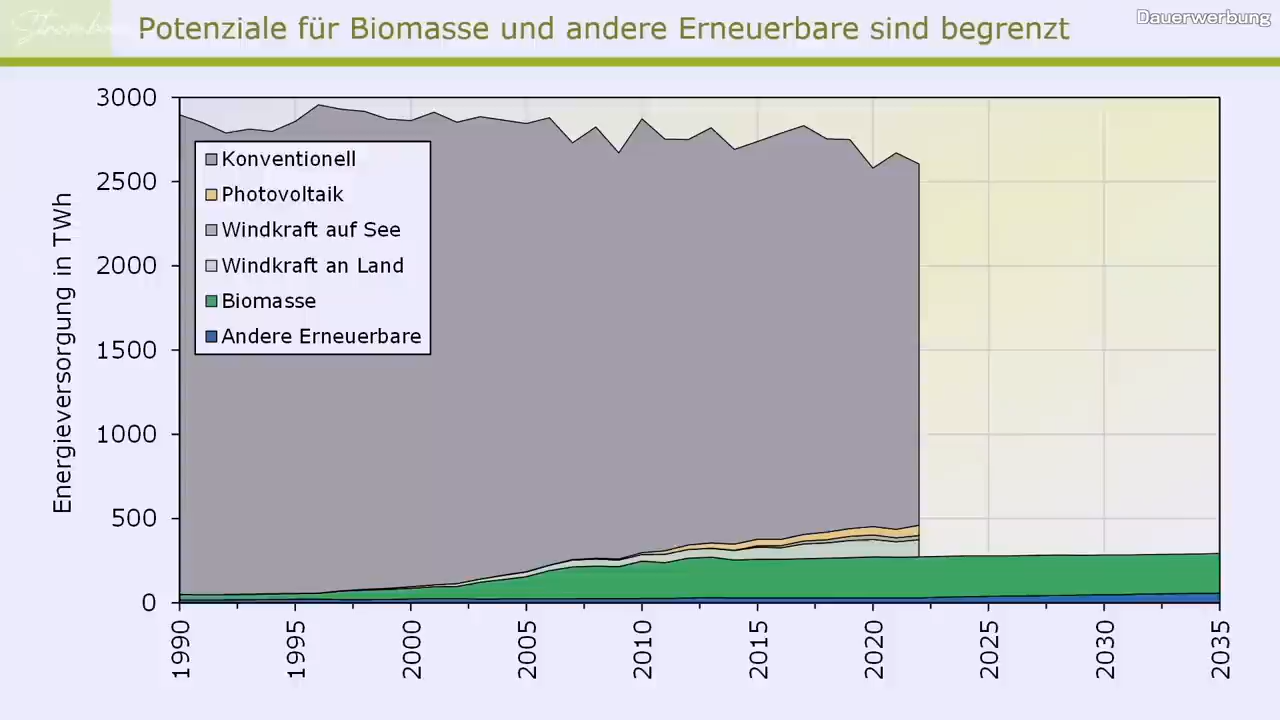 Potenziale für Biomasse und andere Erneuerbare sind begrenzt
Dauerwerbung
Energieversorgung in TWh
3000
2500
2000
1500
1000
500
0
Konventionell
Photovoltaik
Windkraft auf See
Windkraft an Land
Biomasse
Andere Erneuerbare
1990
1995
2000
2005
2010
2015
2020
2025
2030
2035